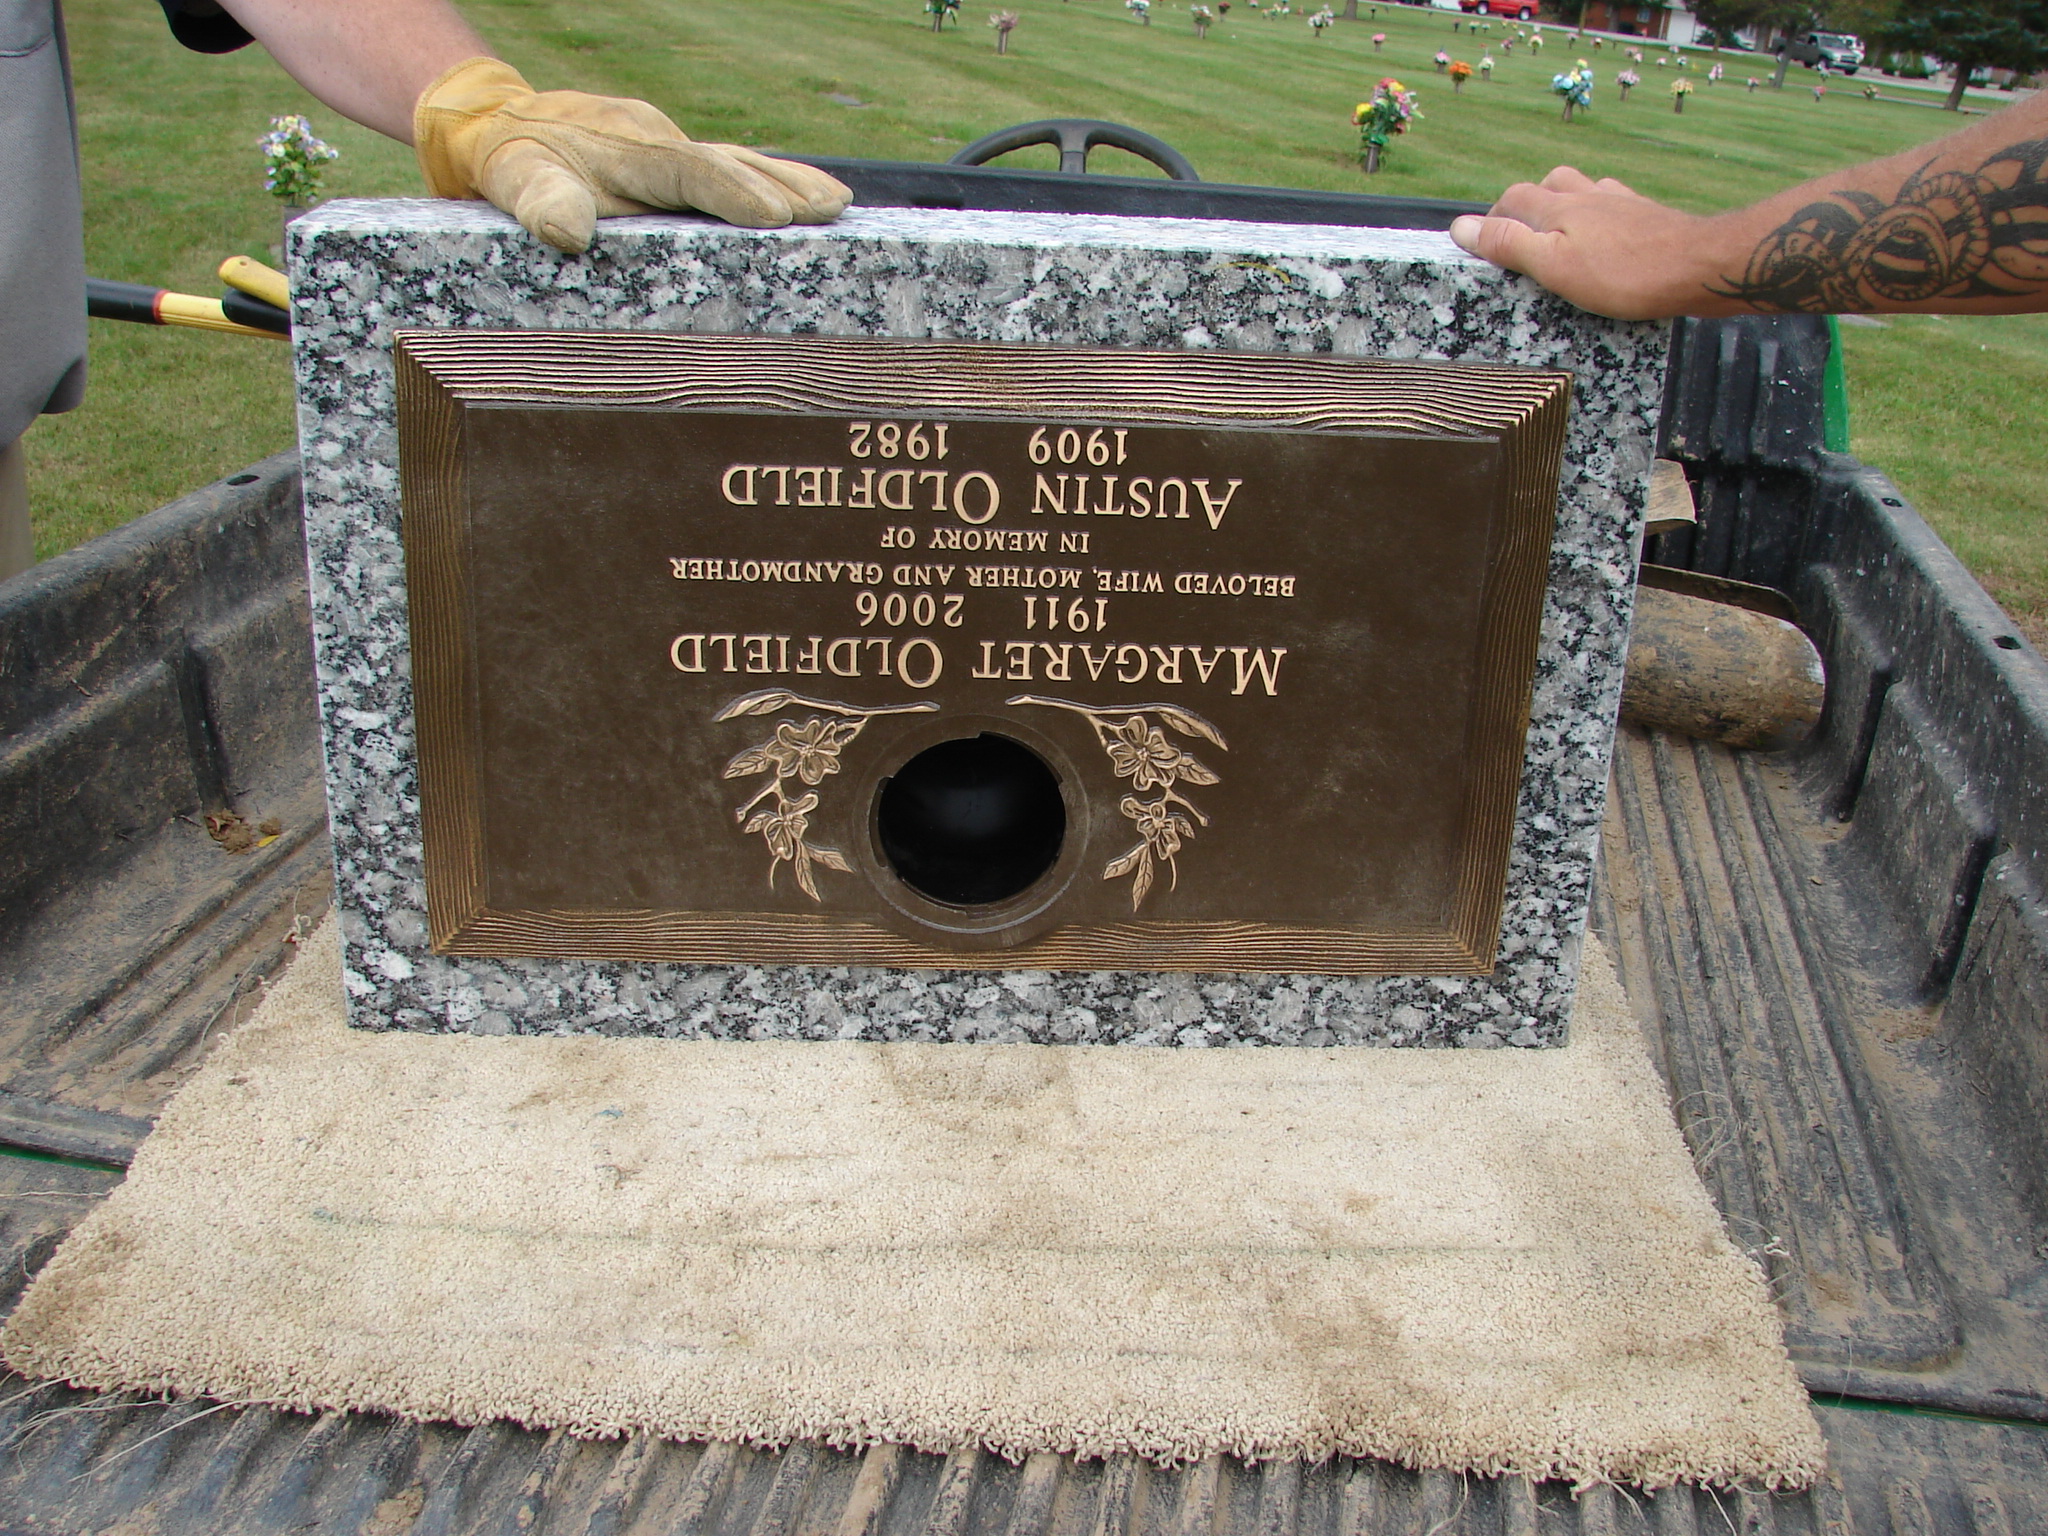 MARGARET OLDFIELD
1911 2006
BELOVED WIFE, MOTHER AND GRANDMOTHER
IN MEMORY OF
AUSTIN OLDFIELD
1909 1982